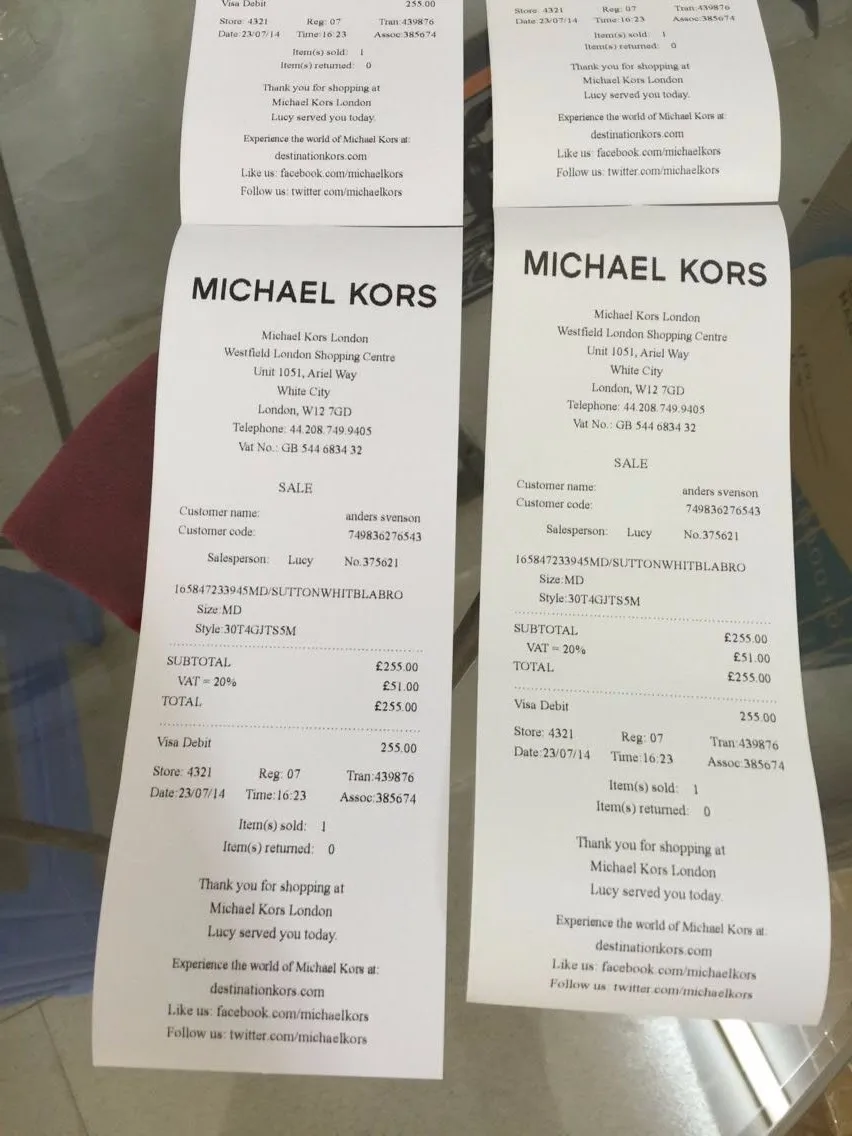 Visa Debit 255.00
Store: 4321 Reg: 07 Tran:439876
Date:23/07/14 Time:16:23 Assoc:385674
Item(s) sold: 1
Item(s) returned: 0
Thank you for shopping at
Michael Kors London
Lucy served you today.
Experience the world of Michael Kors at:
destinationkors.com
Like us: facebook.com/michaelkors
Follow us: twitter.com/michaelkors
MICHAEL KORS
Michael Kors London
Westfield London Shopping Centre
Unit 1051, Ariel Way
White City
London, W12 7GD
Telephone: 44.208.749.9405
Vat No.: GB 544 6834 32
SALE
Customer name: anders svenson
Customer code: 749836276543
Salesperson: Lucy No.375621
165847233945MD/SUTTONWHITBLABRO
Size:MD
Style:30T4GJTS5M
SUBTOTAL £255.00
VAT = 20% £51.00
TOTAL £255.00
Visa Debit 255.00
Store: 4321 Reg: 07 Tran:439876
Date:23/07/14 Time:16:23 Assoc:385674
Item(s) sold: 1
Item(s) returned: 0
Thank you for shopping at
Michael Kors London
Lucy served you today.
Experience the world of Michael Kors at:
destinationkors.com
Like us: facebook.com/michaelkors
Follow us: twitter.com/michaelkors
Store: 4321 Reg: 07 Tran:439876
Date:23/07/14 Time:16:23 Assoc:385674
Item(s) sold: 1
Item(s) returned: 0
Thank you for shopping at
Michael Kors London
Lucy served you today.
Experience the world of Michael Kors at:
destinationkors.com
Like us: facebook.com/michaelkors
Follow us: twitter.com/michaelkors
MICHAEL KORS
Michael Kors London
Westfield London Shopping Centre
Unit 1051, Ariel Way
White City
London, W12 7GD
Telephone: 44.208.749.9405
Vat No.: GB 544 6834 32
SALE
Customer name: anders svenson
Customer code: 749836276543
Salesperson: Lucy No.375621
165847233945MD/SUTTONWHITBLABRO
Size:MD
Style:30T4GJTS5M
SUBTOTAL £255.00
VAT = 20% £51.00
TOTAL £255.00
Visa Debit 255.00
Store: 4321 Reg: 07 Tran:439876
Date:23/07/14 Time:16:23 Assoc:385674
Item(s) sold: 1
Item(s) returned: 0
Thank you for shopping at
Michael Kors London
Lucy served you today.
Experience the world of Michael Kors at:
destinationkors.com
Like us: facebook.com/michaelkors
Follow us: twitter.com/michaelkors